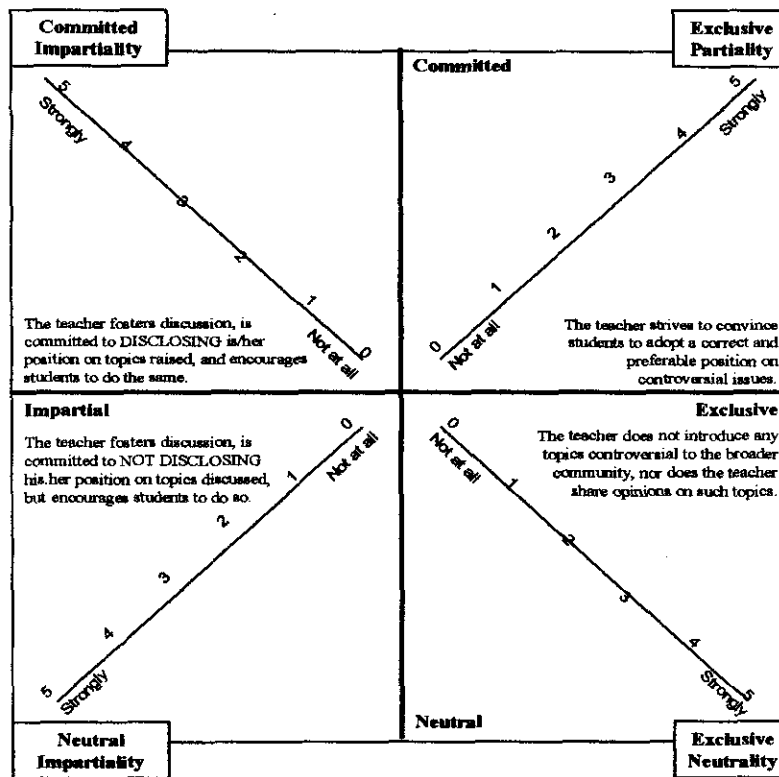 Committed
Impartiality
Exclusive
Partiality
Committed
5
Strongly
4
3
2
1
0
Not at all
5
Strongly
4
3
2
1
0
Not at all
The teacher fosters discussion, is
committed to DISCLOSING is/her
position on topics raised, and encourages
students to do the same.
The teacher strives to convince
students to adopt a correct and
preferable position on
controversial issues.
Impartial
Exclusive
The teacher fosters discussion, is
committed to NOT DISCLOSING
his.her position on topics discussed,
but encourages students to do so.
0
Not at all
1
2
3
4
5
Strongly
0
Not at all
1
2
3
4
5
Strongly
The teacher does not introduce any
topics controversial to the broader
community, nor does the teacher
share opinions on such topics.
Neutral
Neutral
Impartiality
Exclusive
Neutrality